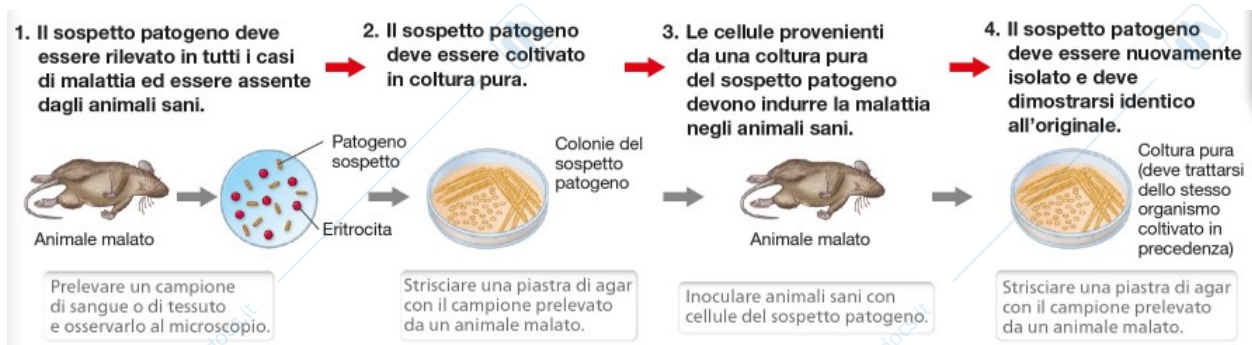 1. Il sospetto patogeno deve
essere rilevato in tutti i casi
di malattia ed essere assente
dagli animali sani.
2. Il sospetto patogeno
deve essere coltivato
in coltura pura.
3. Le cellule provenienti
da una coltura pura
del sospetto patogeno
devono indurre la malattia
negli animali sani.
4. Il sospetto patogeno
deve essere nuovamente
isolato e deve
dimostrarsi identico
all'originale.
Patogeno
sospetto
Eritrocita
Animale malato
Colonie del
sospetto
patogeno
Animale malato
Coltura pura
(deve trattarsi
dello stesso
organismo
coltivato in
precedenza)
Prelevare un campione
di sangue o di tessuto
e osservarlo al microscopio.
Strisciare una piastra di agar
con il campione prelevato
da un animale malato.
Inoculare animali sani con
cellule del sospetto patogeno.
Strisciare una piastra di agar
con il campione prelevato
da un animale malato.